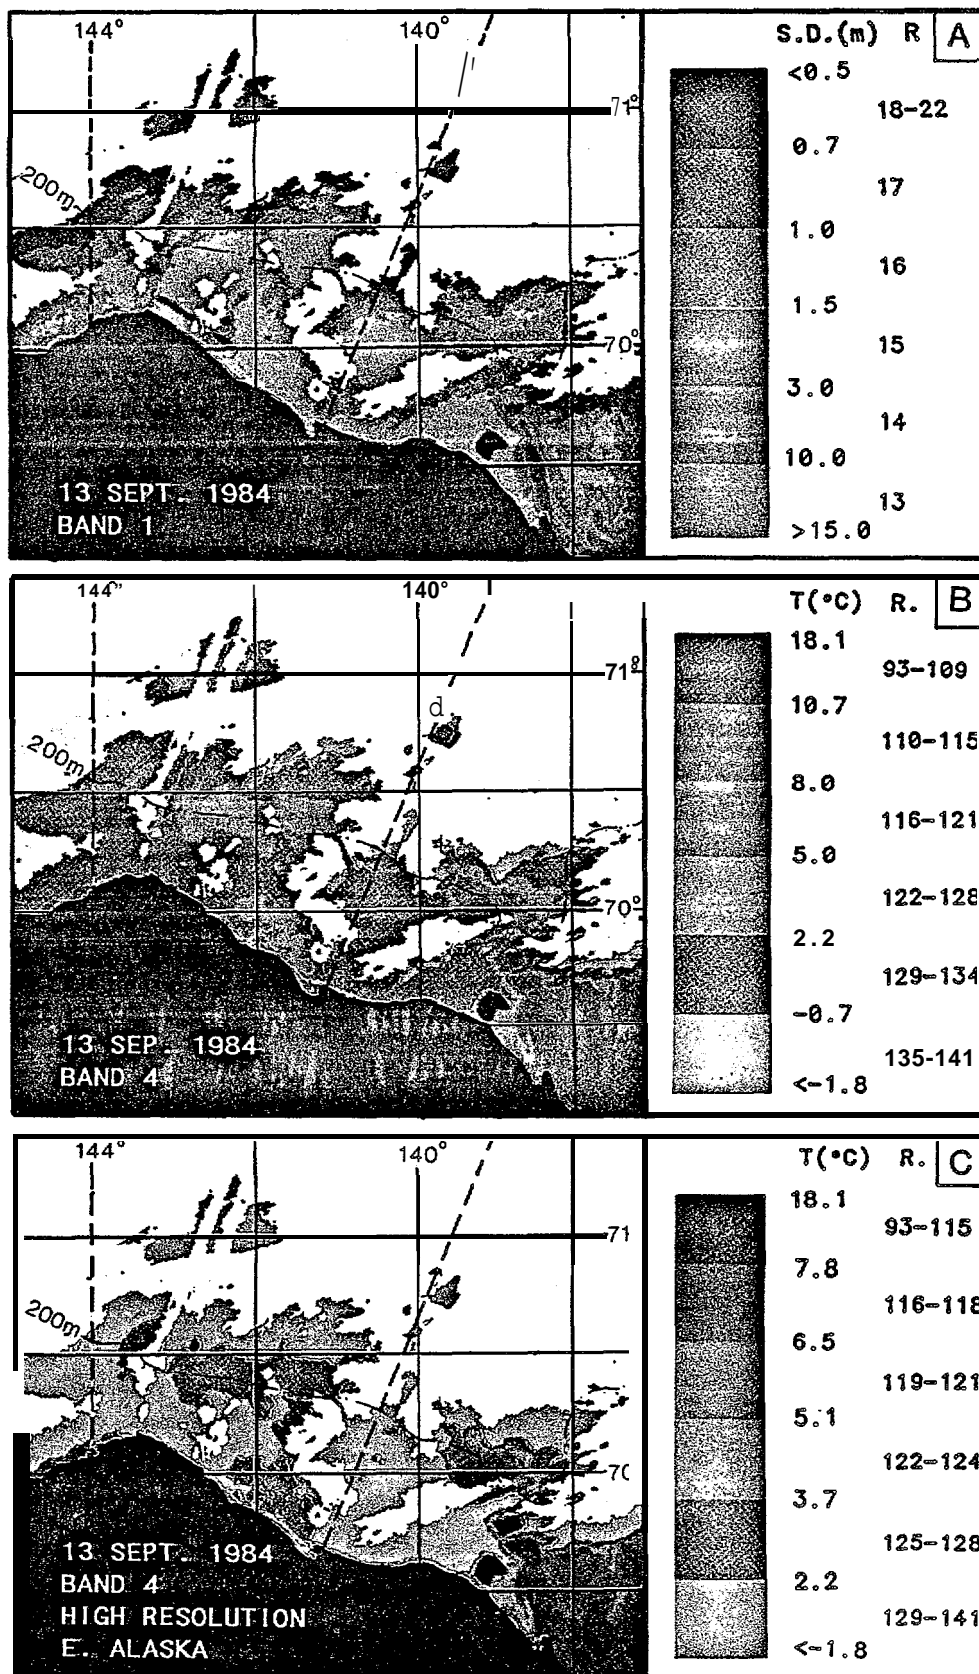 144° 140° S.D.(m) R A
<0.5
71° 18-22
0.7
200m 17
1.0
16
1.5
70° 15
3.0
14
10.0
13 SEPT. 1984 13
BAND 1 >15.0
144° 140° T(°C) R. B
18.1
71° 93-109
d 10.7
110-115
200m 8.0
116-121
5.0
70° 122-128
2.2
129-134
-0.7
13 SEP. 1984 135-141
BAND 4 <-1.8
144° 140° T(°C) R. C
18.1
71 93-115
7.8
200m 116-118
6.5
119-121
5.1
70 122-124
3.7
13 SEPT. 1984 125-128
BAND 4 2.2
HIGH RESOLUTION 129-141
E. ALASKA <-1.8